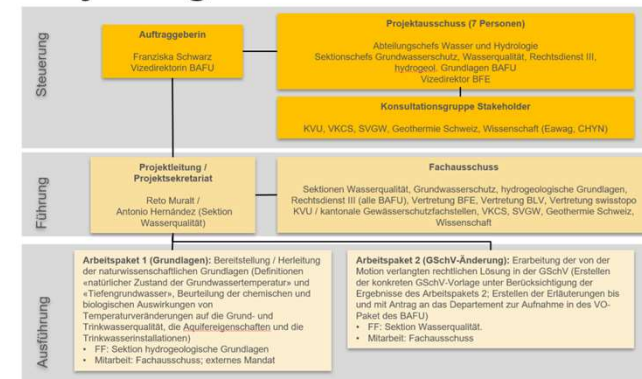 Steuerung
Auftraggeberin
Franziska Schwarz
Vizedirektorin BAFU
Projektausschuss (7 Personen)
Abteilungschefs Wasser und Hydrologie
Sektionschefs Grundwasserschutz, Wasserqualität, Rechtsdienst III,
hydrogeol. Grundlagen BAFU
Vizedirektor BFE
Konsultationsgruppe Stakeholder
KVU, VKCS, SVGW, Geothermie Schweiz, Wissenschaft (Eawag, CHYN)
Führung
Projektleitung /
Projektsekretariat
Reto Muralt /
Antonio Hernández (Sektion
Wasserqualität)
Fachausschuss
Sektionen Wasserqualität, Grundwasserschutz, hydrogeologische Grundlagen,
Rechtsdienst III (alle BAFU), Vertretung BFE, Vertretung BLV, Vertretung swisstopo
KVU / kantonale Gewässerschutzfachstellen, VKCS, SVGW, Geothermie Schweiz,
Wissenschaft
Ausführung
Arbeitspaket 1 (Grundlagen): Bereitstellung / Herleitung
der naturwissenschaftlichen Grundlagen (Definitionen
«natürlicher Zustand der Grundwassertemperatur» und
«Tiefengrundwasser», Beurteilung der chemischen und
biologischen Auswirkungen von
Temperaturveränderungen auf die Grund- und
Trinkwasserqualität, die Aquifereigenschaften und die
Trinkwasserinstallationen)
• FF: Sektion hydrogeologische Grundlagen
• Mitarbeit: Fachausschuss; externes Mandat
Arbeitspaket 2 (GSchV-Änderung): Erarbeitung der von der
Motion verlangten rechtlichen Lösung in der GSchV (Erstellen
der konkreten GSchV-Vorlage unter Berücksichtigung der
Ergebnisse des Arbeitspakets 2; Erstellen der Erläuterungen bis
und mit Antrag an das Departement zur Aufnahme in des VO-
Paket des BAFU)
• FF: Sektion Wasserqualität.
• Mitarbeit: Fachausschuss